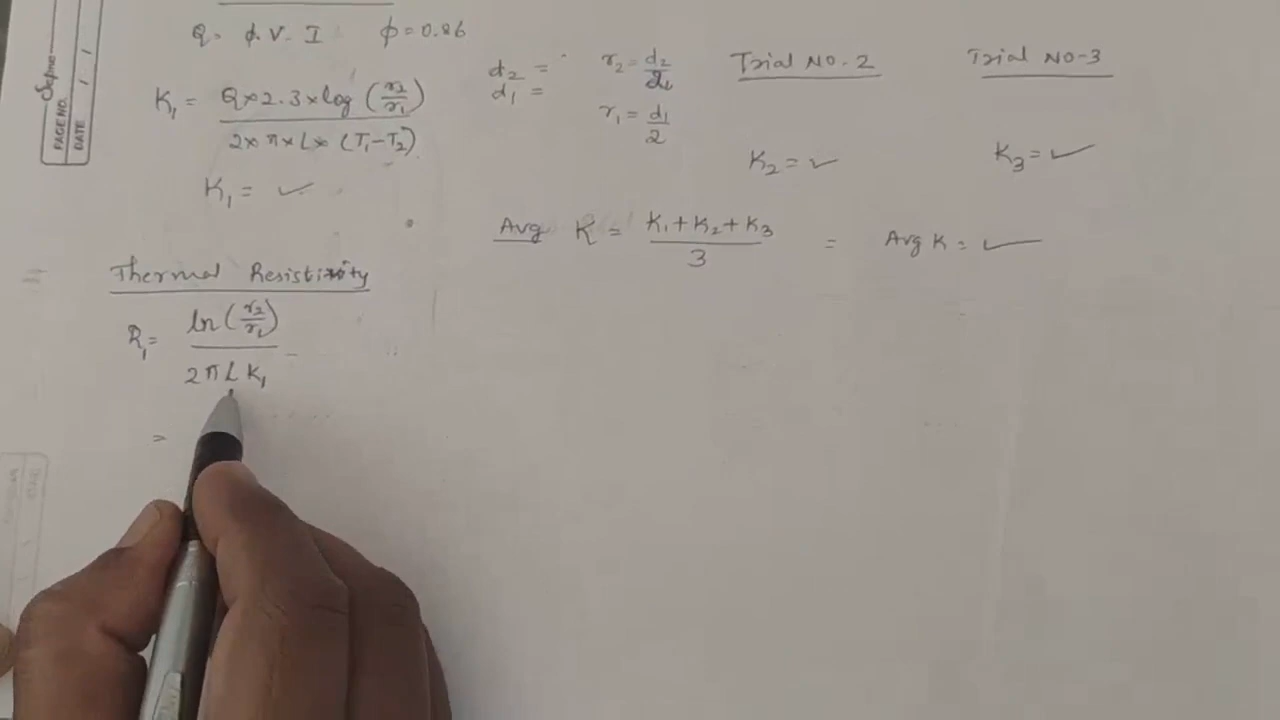 Q = ϕ.V.I ϕ = 0.86
K₁ = Q×2.3×log (r₂/r₁) / 2×π×L×(T₁-T₂)
K₁ = ✓
d₂ =
d₁ =
r₂ = d₂/2
r₁ = d₁/2
Trial No. 2
K₂ = ✓
Trial NO-3
K₃ = ✓
Avg K = K₁+K₂+K₃ / 3 = Avg K = ✓
Thermal Resistivity
R₁ = ln (r₂/r₁) / 2πLK₁
=
PAGE NO.
DATE / /